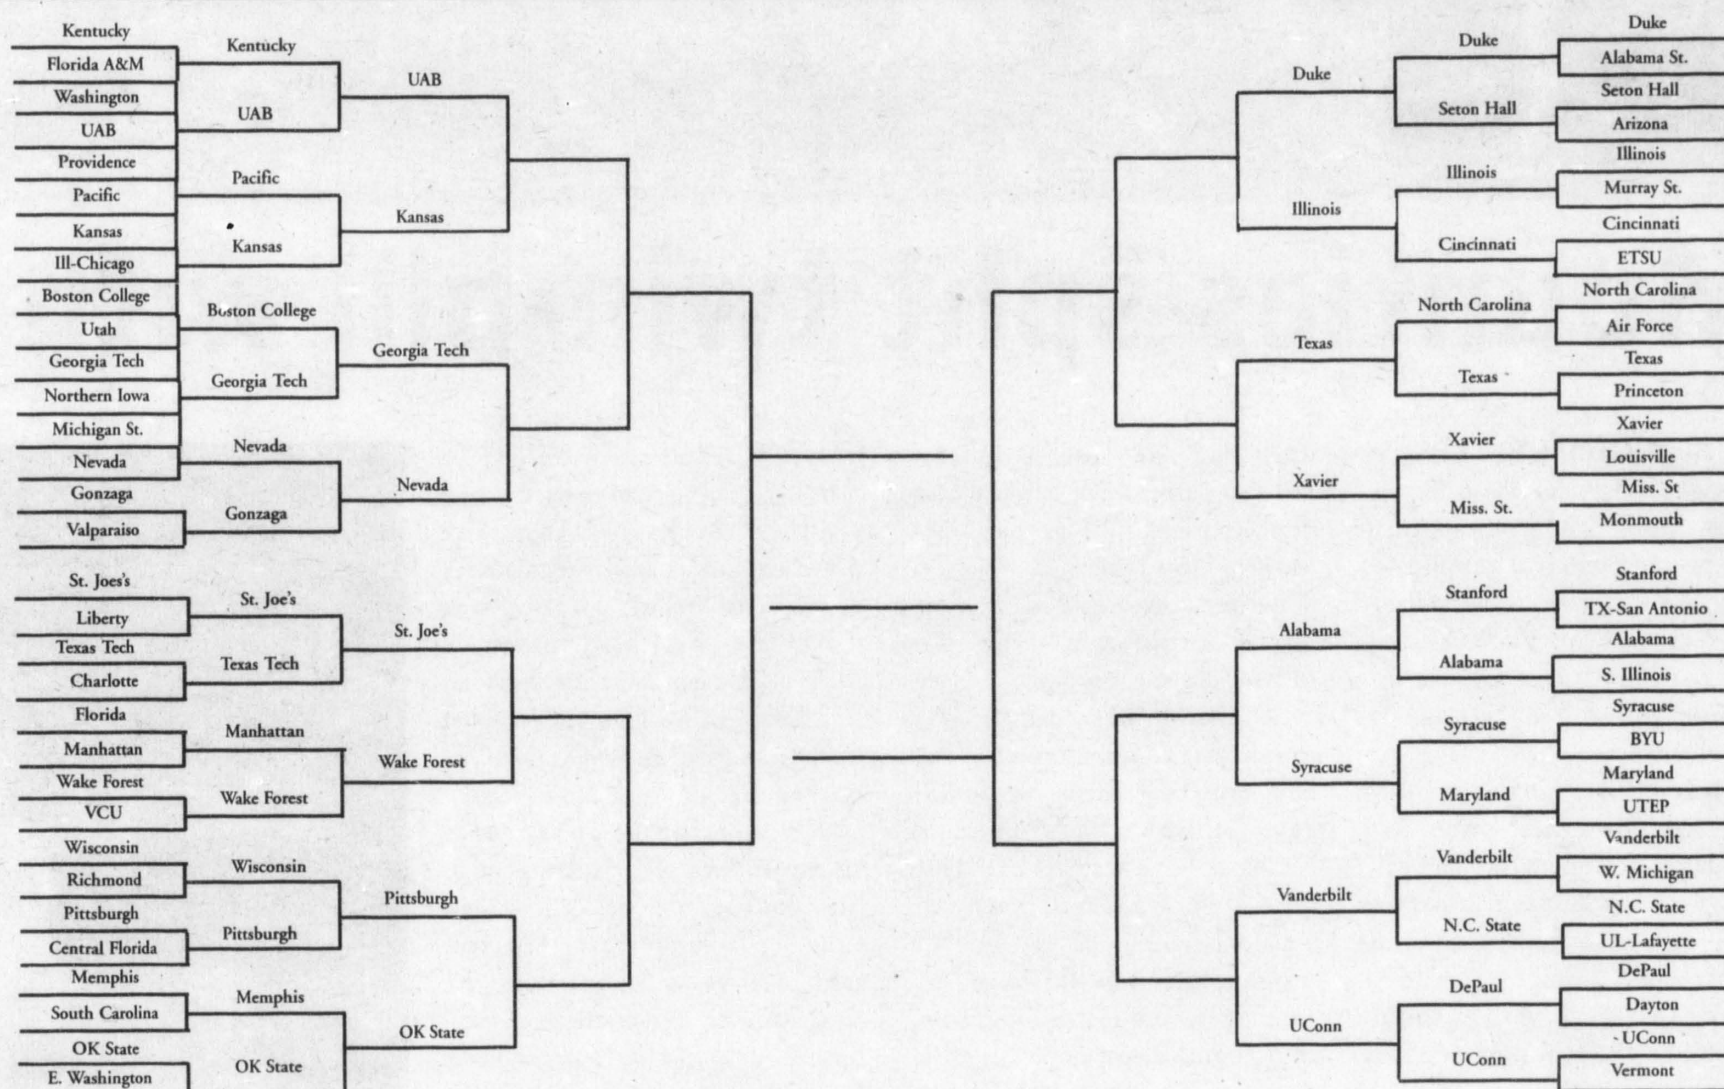 Kentucky
Florida A&M
Washington
UAB
Providence
Pacific
Kansas
Ill-Chicago
Boston College
Utah
Georgia Tech
Northern Iowa
Michigan St.
Nevada
Gonzaga
Valparaiso
St. Joes's
Liberty
Texas Tech
Charlotte
Florida
Manhattan
Wake Forest
VCU
Wisconsin
Richmond
Pittsburgh
Central Florida
Memphis
South Carolina
OK State
E. Washington
Kentucky
UAB
Pacific
Kansas
Boston College
Georgia Tech
Nevada
Gonzaga
St. Joe's
Texas Tech
Manhattan
Wake Forest
Wisconsin
Pittsburgh
Memphis
OK State
UAB
Kansas
Georgia Tech
Nevada
St. Joe's
Wake Forest
Pittsburgh
OK State
Duke
Illinois
Texas
Xavier
Alabama
Syracuse
Vanderbilt
UConn
Duke
Seton Hall
Illinois
Cincinnati
North Carolina
Texas
Xavier
Miss. St.
Stanford
Alabama
Syracuse
Maryland
Vanderbilt
N.C. State
DePaul
UConn
Duke
Alabama St.
Seton Hall
Arizona
Illinois
Murray St.
Cincinnati
ETSU
North Carolina
Air Force
Texas
Princeton
Xavier
Louisville
Miss. St
Monmouth
Stanford
TX-San Antonio
Alabama
S. Illinois
Syracuse
BYU
Maryland
UTEP
Vanderbilt
W. Michigan
N.C. State
UL-Lafayette
DePaul
Dayton
UConn
Vermont